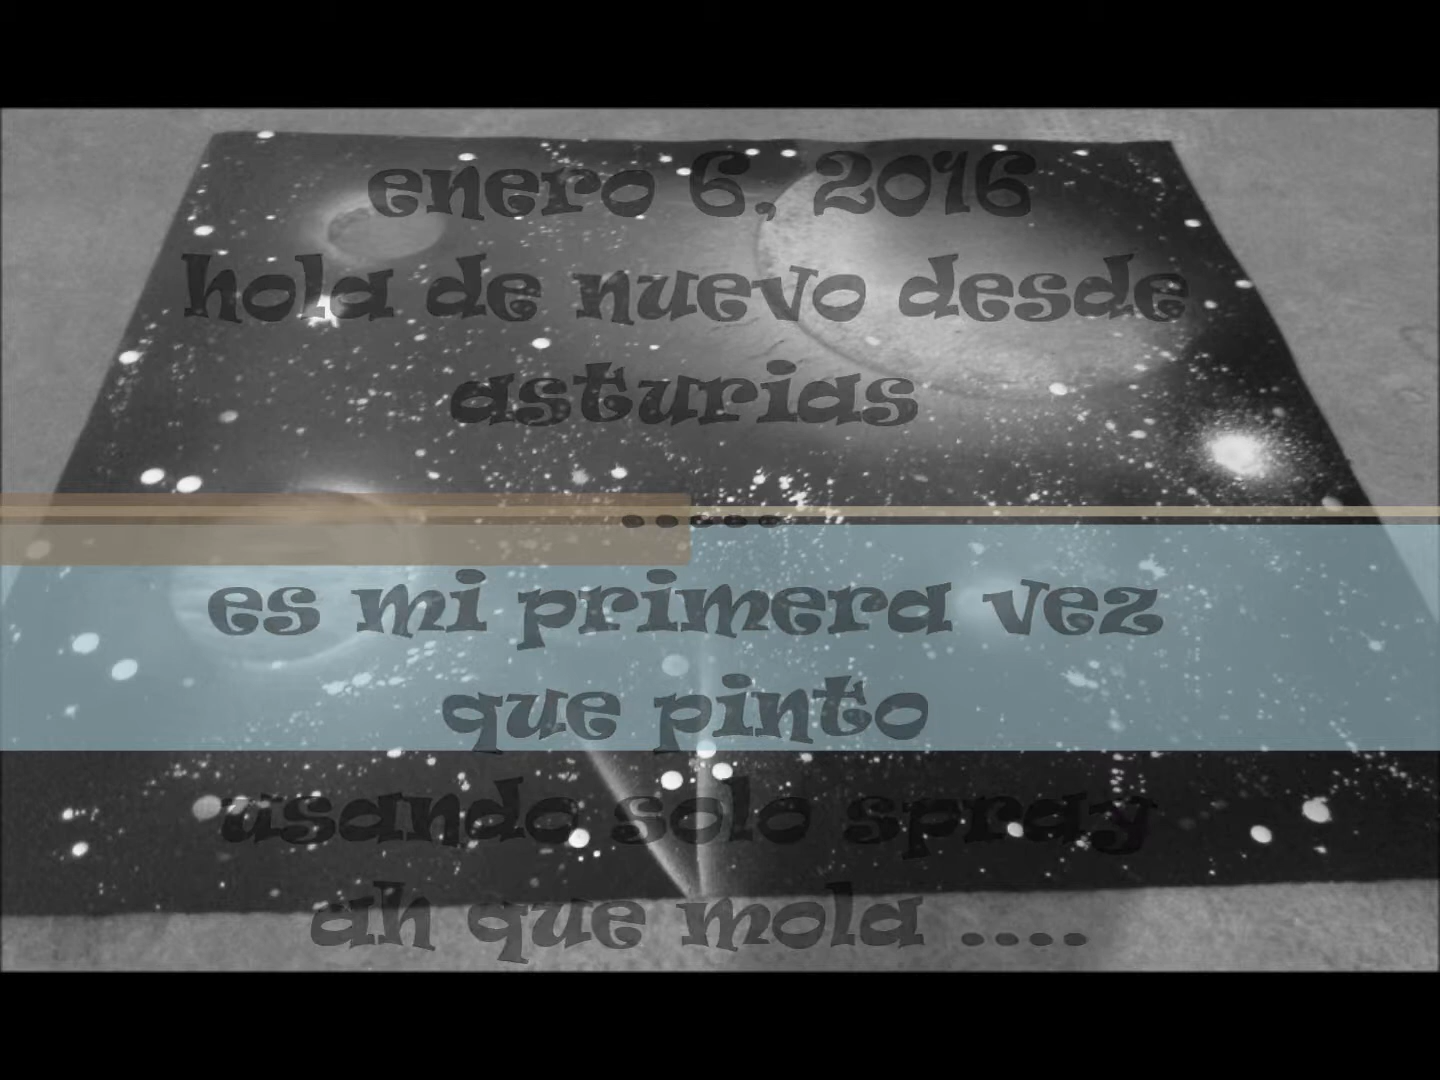 enero 6, 2016
hola de nuevo desde
asturias
.....
es mi primera vez
que pinto
usando solo spray
ah que mola ....